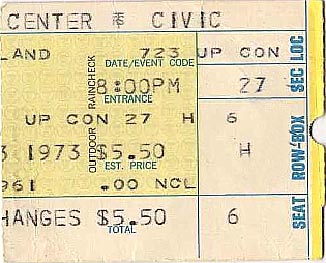 CENTER CIVIC
LAND 723 UP CON SEC LOC
DATE/EVENT CODE
OUTDOOR RAINCHECK
8:00PM 27
ENTRANCE
UP CON 27 H 6
3 1973 $5.50 H
EST. PRICE
961 .00 NCL
HANGES $5.50 6
TOTAL
SEAT ROW-BOX